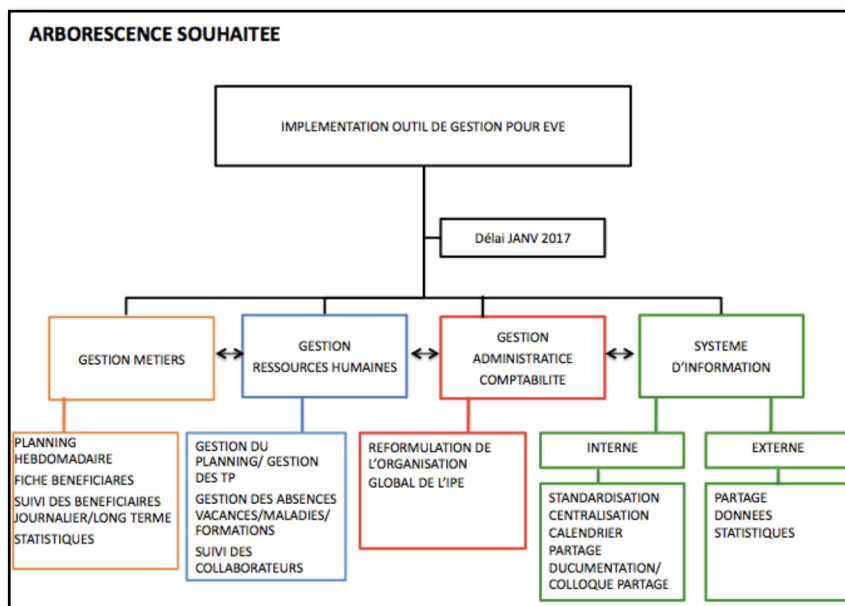 ARBORESCENCE SOUHAITEE
IMPLEMENTATION OUTIL DE GESTION POUR EVE
Délai JANV 2017
GESTION METIERS
GESTION
RESSOURCES HUMAINES
GESTION
ADMINISTRATICE
COMPTABILITE
SYSTEME
D'INFORMATION
PLANNING
HEBDOMADAIRE
FICHE BENEFICIARES
SUIVI DES BENEFICIAIRES
JOURNALIER/LONG TERME
STATISTIQUES
GESTION DU
PLANNING/ GESTION
DES TP
GESTION DES ABSENCES
VACANCES/MALADIES/
FORMATIONS
SUIVI DES
COLLABORATEURS
REFORMULATION DE
L'ORGANISATION
GLOBAL DE L'IPE
INTERNE
STANDARDISATION
CENTRALISATION
CALENDRIER
PARTAGE
DUCUMENTATION/
COLLOQUE PARTAGE
EXTERNE
PARTAGE
DONNEES
STATISTIQUES